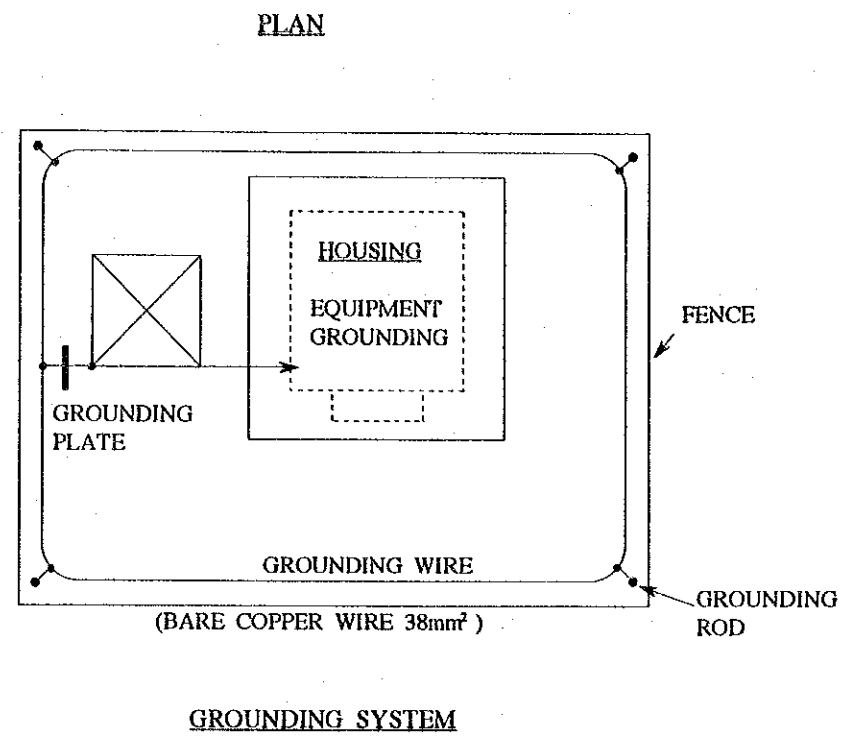 PLAN
HOUSING
EQUIPMENT
GROUNDING
FENCE
GROUNDING
PLATE
GROUNDING WIRE
GROUNDING
ROD
(BARE COPPER WIRE 38mm²)
GROUNDING SYSTEM